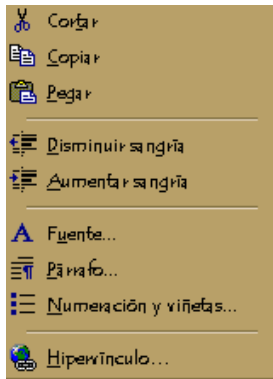 Cortar
Copiar
Pegar
Disminuir sangría
Aumentar sangría
Fuente...
Párrafo...
Numeración y viñetas...
Hipervínculo...